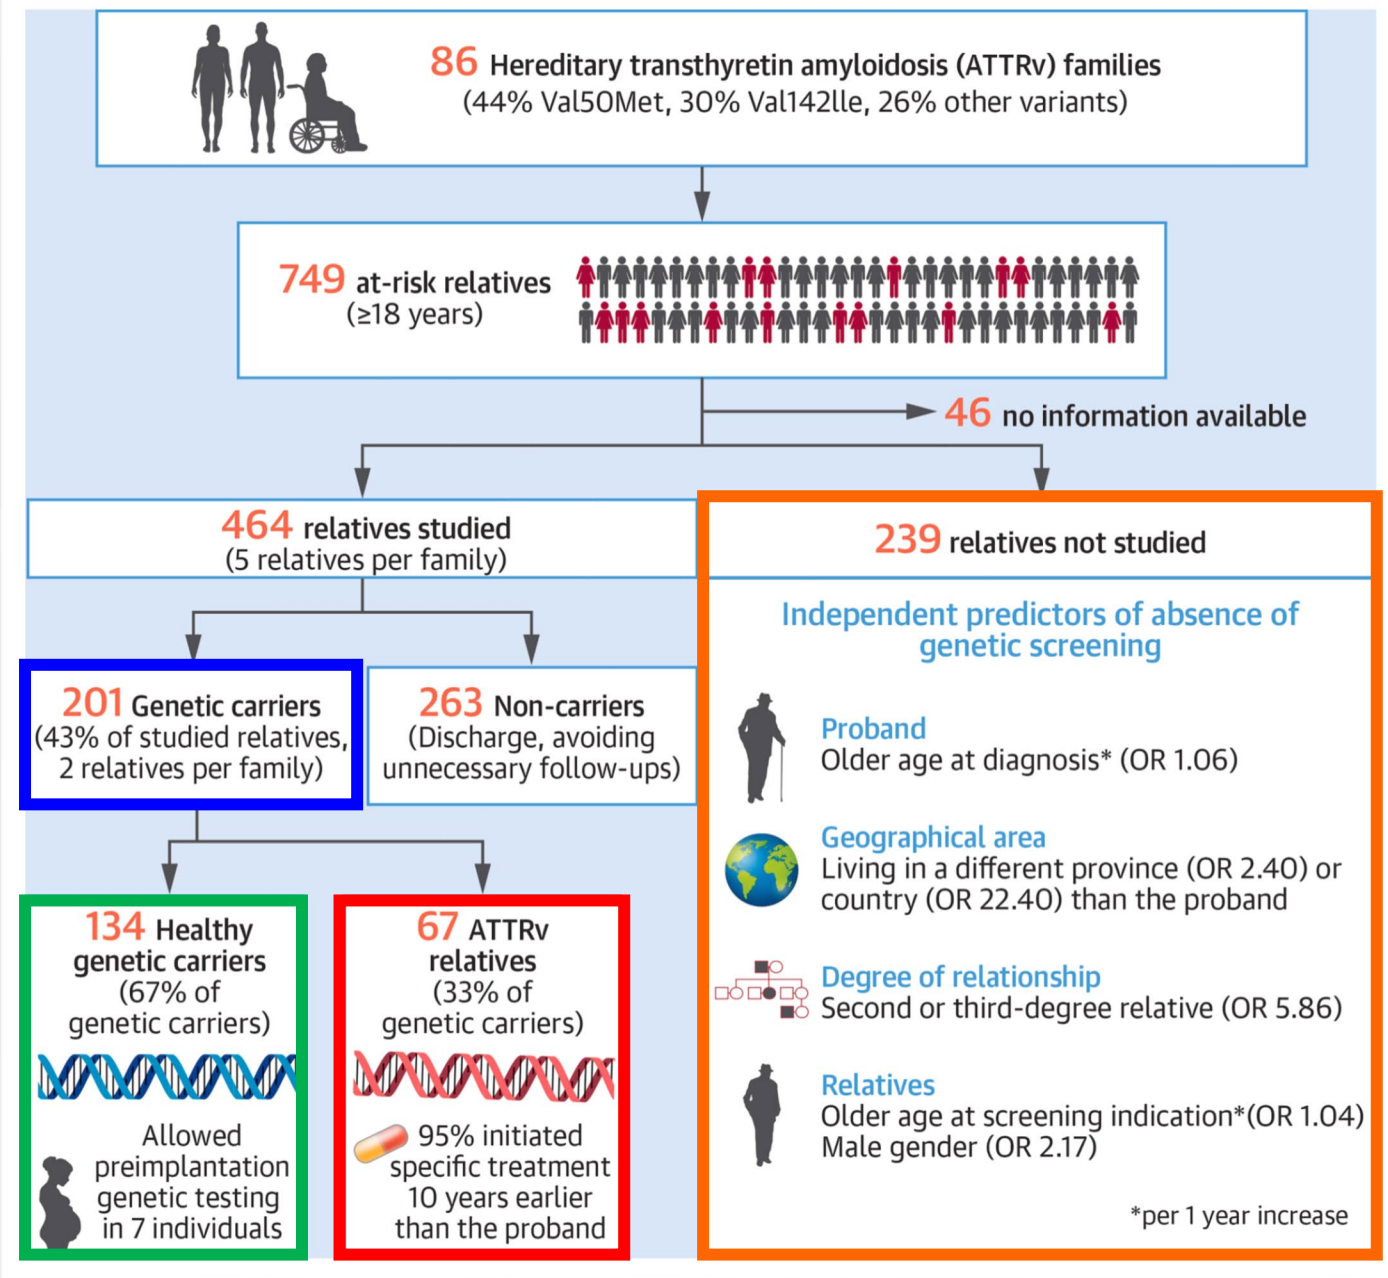 86 Hereditary transthyretin amyloidosis (ATTRv) families
(44% Val50Met, 30% Val142lle, 26% other variants)
749 at-risk relatives
(≥18 years)
46 no information available
464 relatives studied
(5 relatives per family)
239 relatives not studied
Independent predictors of absence of
genetic screening
201 Genetic carriers
(43% of studied relatives,
2 relatives per family)
263 Non-carriers
(Discharge, avoiding
unnecessary follow-ups)
Proband
Older age at diagnosis* (OR 1.06)
Geographical area
Living in a different province (OR 2.40) or
country (OR 22.40) than the proband
Degree of relationship
Second or third-degree relative (OR 5.86)
Relatives
Older age at screening indication*(OR 1.04)
Male gender (OR 2.17)
*per 1 year increase
134 Healthy
genetic carriers
(67% of
genetic carriers)
Allowed
preimplantation
genetic testing
in 7 individuals
67 ATTRv
relatives
(33% of
genetic carriers)
95% initiated
specific treatment
10 years earlier
than the proband